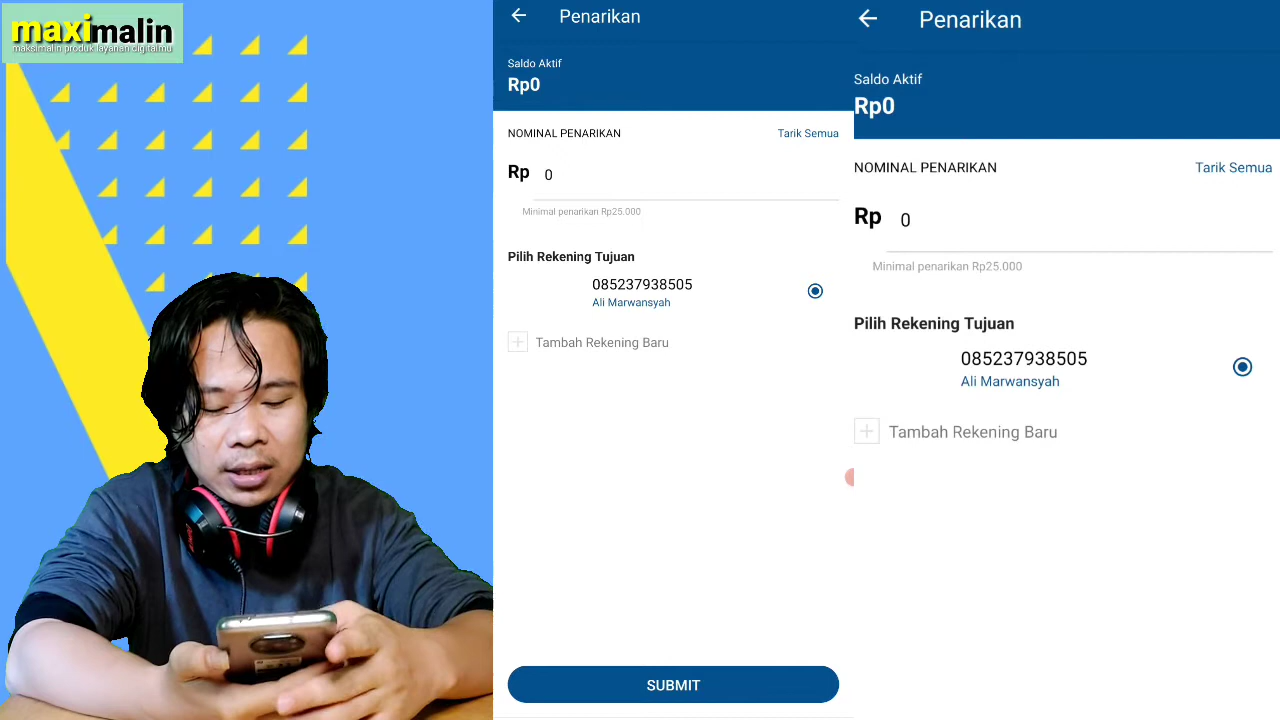 maximalin
maksimalin produk layanan digitalmu
Penarikan
Saldo Aktif
Rp0
NOMINAL PENARIKAN
Tarik Semua
Rp 0
Minimal penarikan Rp25.000
Pilih Rekening Tujuan
085237938505
Ali Marwansyah
Tambah Rekening Baru
SUBMIT
Penarikan
Saldo Aktif
Rp0
NOMINAL PENARIKAN
Tarik Semua
Rp 0
Minimal penarikan Rp25.000
Pilih Rekening Tujuan
085237938505
Ali Marwansyah
Tambah Rekening Baru